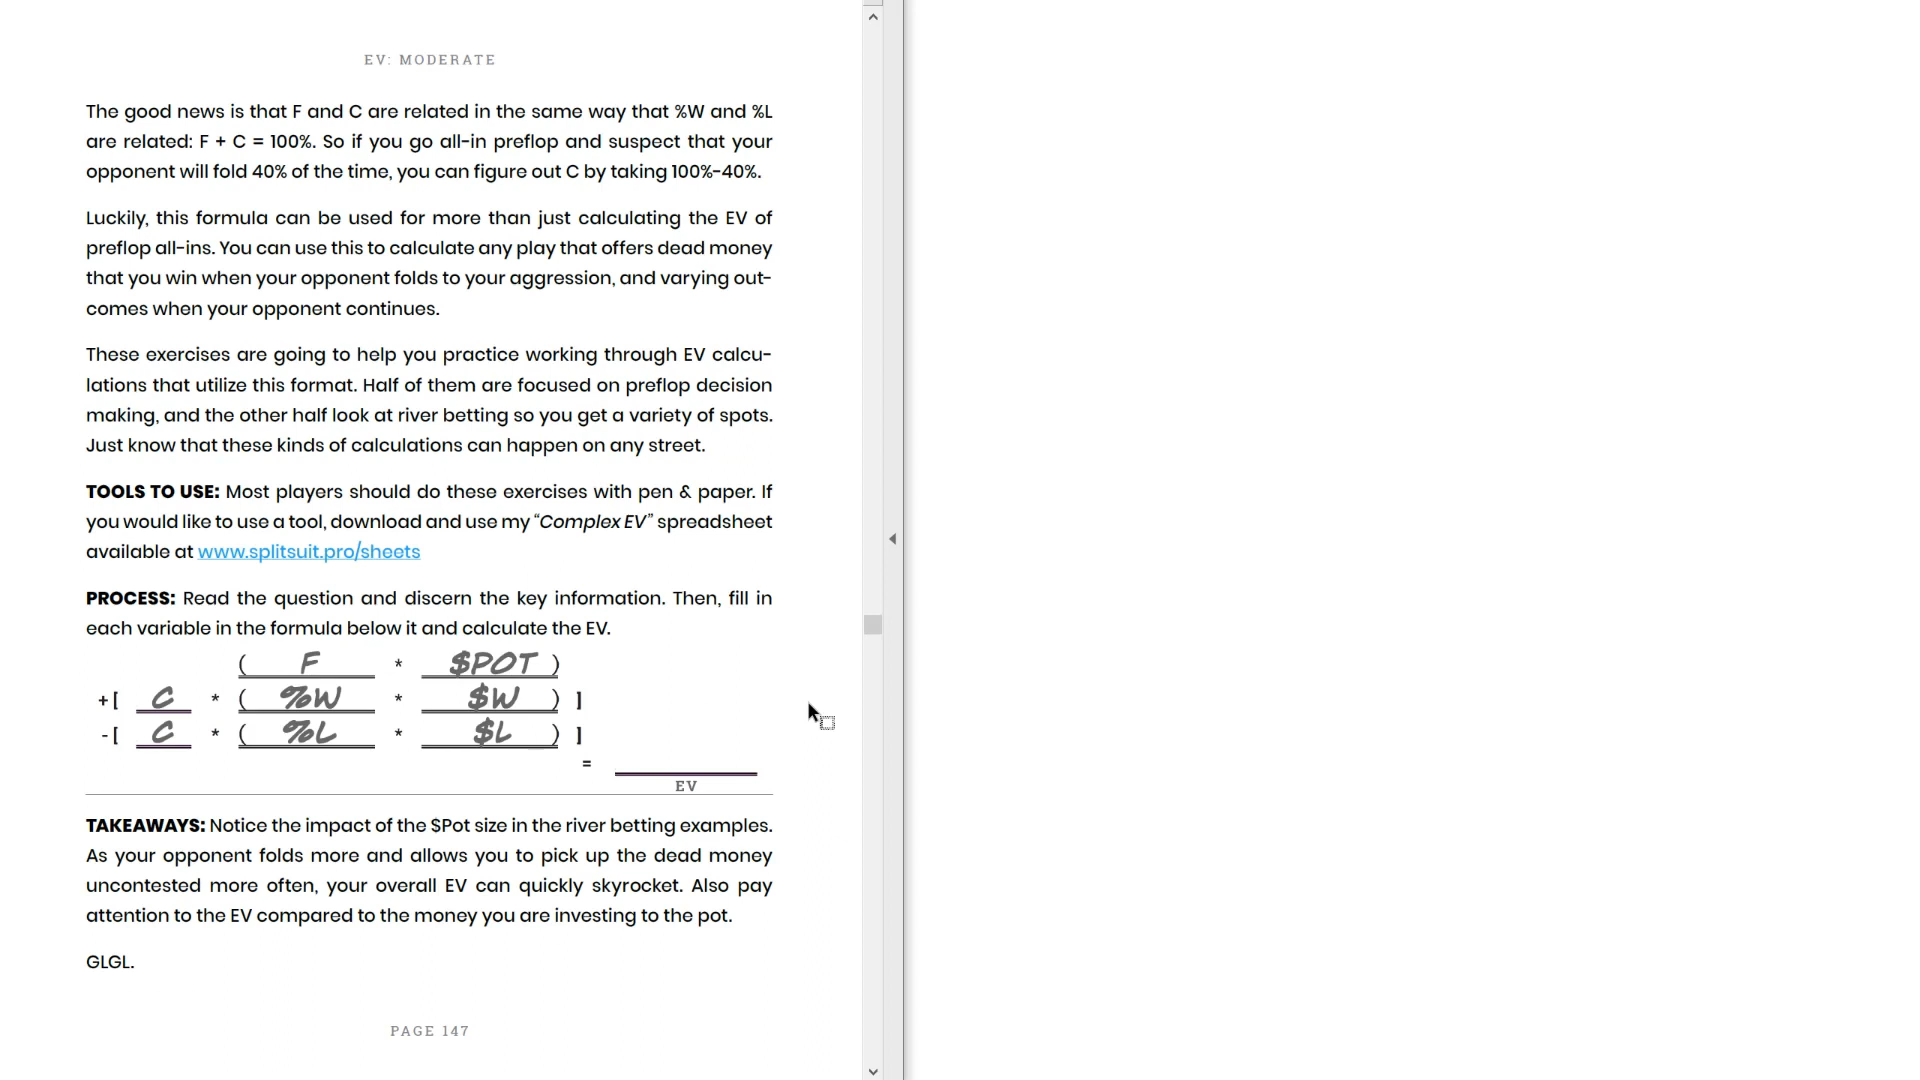 EV: MODERATE
The good news is that F and C are related in the same way that %W and %L
are related: F + C = 100%. So if you go all-in preflop and suspect that your
opponent will fold 40% of the time, you can figure out C by taking 100%-40%.
Luckily, this formula can be used for more than just calculating the EV of
preflop all-ins. You can use this to calculate any play that offers dead money
that you win when your opponent folds to your aggression, and varying out-
comes when your opponent continues.
These exercises are going to help you practice working through EV calcu-
lations that utilize this format. Half of them are focused on preflop decision
making, and the other half look at river betting so you get a variety of spots.
Just know that these kinds of calculations can happen on any street.
TOOLS TO USE: Most players should do these exercises with pen & paper. If
you would like to use a tool, download and use my “Complex EV” spreadsheet
available at www.splitsuit.pro/sheets
PROCESS: Read the question and discern the key information. Then, fill in
each variable in the formula below it and calculate the EV.
( F * $POT )
+[ C * ( %W * $W ) ]
-[ C * ( %L * $L ) ]
=
EV
TAKEAWAYS: Notice the impact of the $Pot size in the river betting examples.
As your opponent folds more and allows you to pick up the dead money
uncontested more often, your overall EV can quickly skyrocket. Also pay
attention to the EV compared to the money you are investing to the pot.
GLGL.
PAGE 147